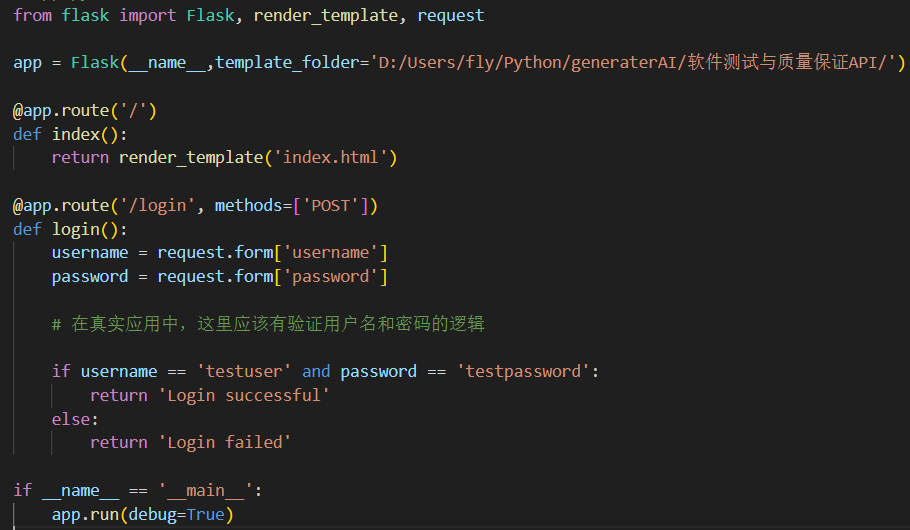 from flask import Flask, render_template, request
app = Flask(__name__,template_folder='D:/Users/fly/Python/generaterAI/软件测试与质量保证API/')
@app.route('/')
def index():
    return render_template('index.html')
@app.route('/login', methods=['POST'])
def login():
    username = request.form['username']
    password = request.form['password']
    # 在真实应用中，这里应该有验证用户名和密码的逻辑
    if username == 'testuser' and password == 'testpassword':
        return 'Login successful'
    else:
        return 'Login failed'
if __name__ == '__main__':
    app.run(debug=True)